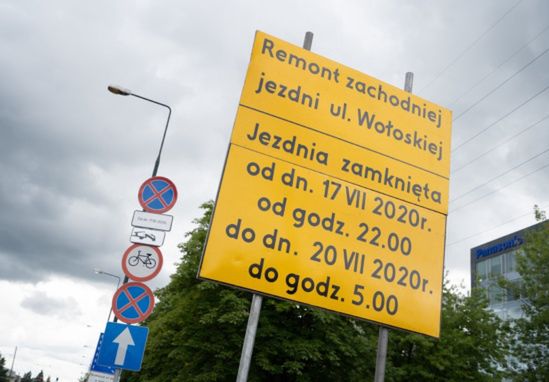 Remont zachodniej
jezdni ul. Wołoskiej
Jezdnia zamknięta
od dn. 17 VII 2020r.
od godz. 22.00
do dn. 20 VII 2020r.
do godz. 5.00
Panasonic